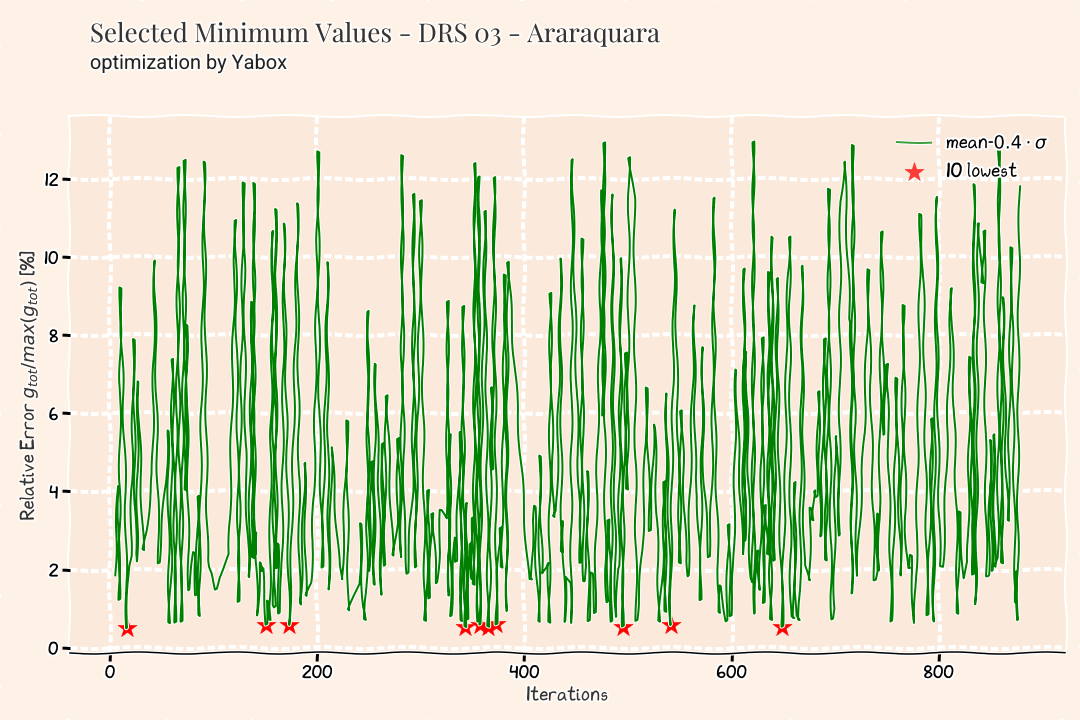 Selected Minimum Values - DRS 03 - Araraquara
optimization by Yabox
mean-0.4 · σ
10 lowest
Relative Error g_tot/max(g_tot) [%]
12
10
8
6
4
2
0
0 200 400 600 800
Iterations